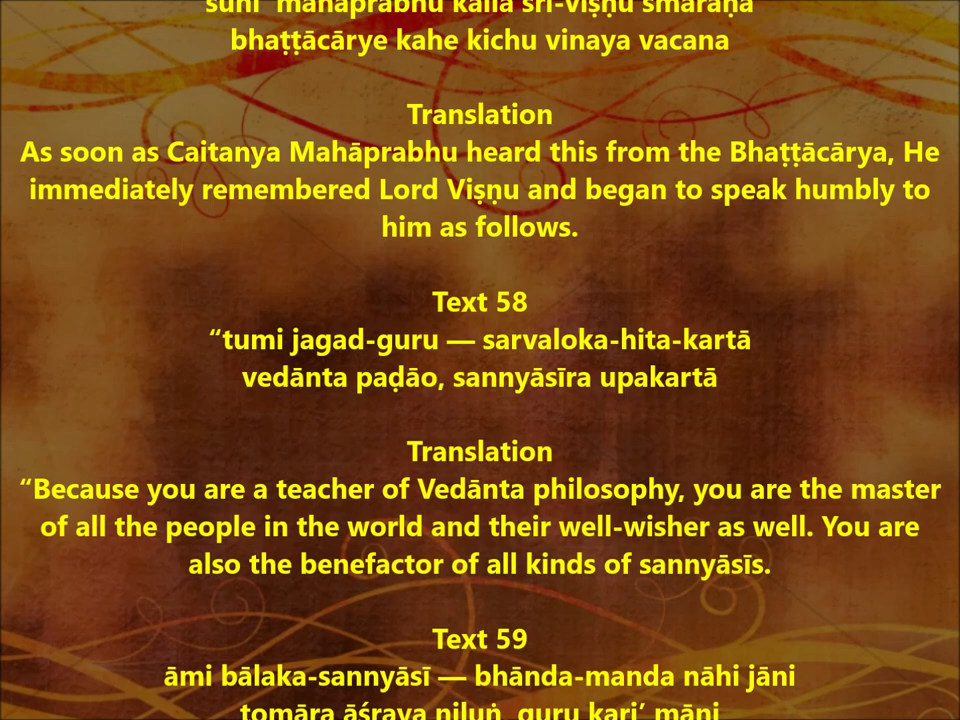 śuni' mahāprabhu kailā śrī-viṣṇu smaraṇa
bhaṭṭācārye kahe kichu vinaya vacana
Translation
As soon as Caitanya Mahāprabhu heard this from the Bhaṭṭācārya, He
immediately remembered Lord Viṣṇu and began to speak humbly to
him as follows.
Text 58
“tumi jagad-guru — sarvaloka-hita-kartā
vedānta paḍāo, sannyāsīra upakartā
Translation
“Because you are a teacher of Vedānta philosophy, you are the master
of all the people in the world and their well-wisher as well. You are
also the benefactor of all kinds of sannyāsīs.
Text 59
āmi bālaka-sannyāsī — bhānda-manda nāhi jāni
tomāra āśraya niluṅ, guru kari’ māni